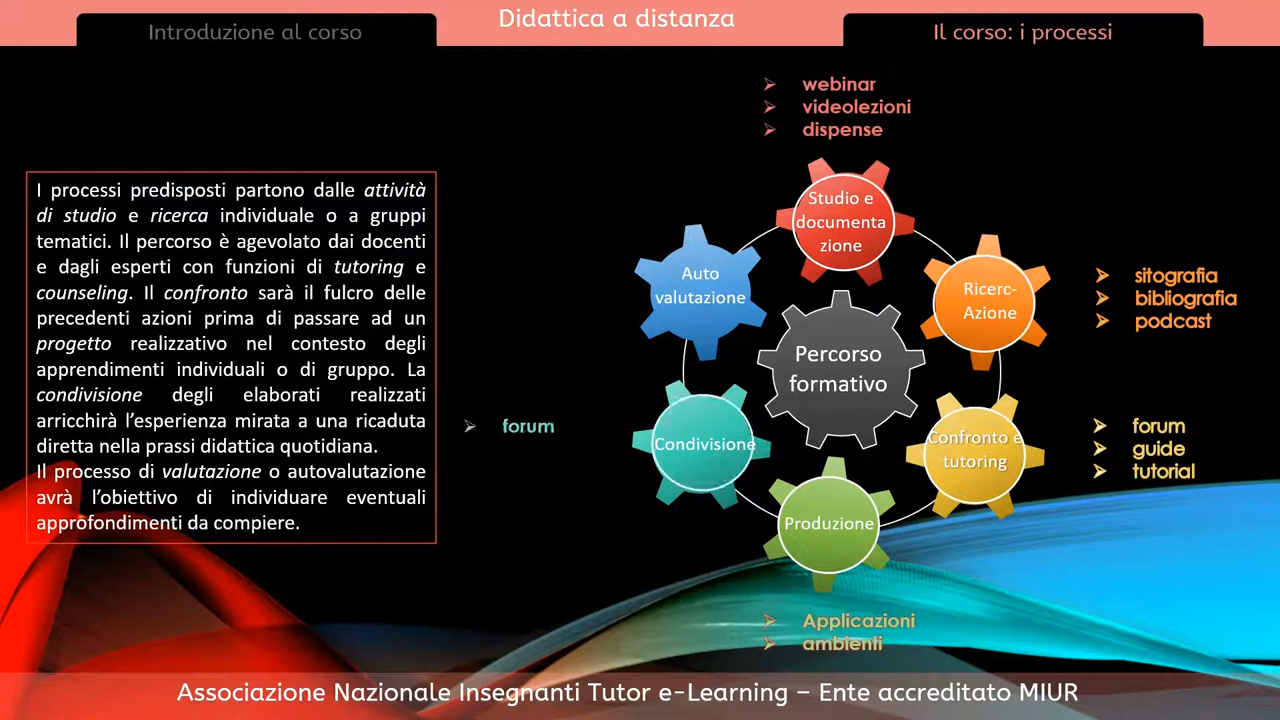 Didattica a distanza
Introduzione al corso
Il corso: i processi
webinar
videolezioni
dispense
I processi predisposti partono dalle attività
di studio e ricerca individuale o a gruppi
tematici. Il percorso è agevolato dai docenti
e dagli esperti con funzioni di tutoring e
counseling. Il confronto sarà il fulcro delle
precedenti azioni prima di passare ad un
progetto realizzativo nel contesto degli
apprendimenti individuali o di gruppo. La
condivisione degli elaborati realizzati
arricchirà l'esperienza mirata a una ricaduta
diretta nella prassi didattica quotidiana.
Il processo di valutazione o autovalutazione
avrà l'obiettivo di individuare eventuali
approfondimenti da compiere.
Studio e
documenta
zione
Ricerc-
Azione
sitografia
bibliografia
podcast
Confronto e
tutoring
forum
guide
tutorial
Produzione
Applicazioni
ambienti
Condivisione
forum
Auto
valutazione
Percorso
formativo
Associazione Nazionale Insegnanti Tutor e-Learning – Ente accreditato MIUR